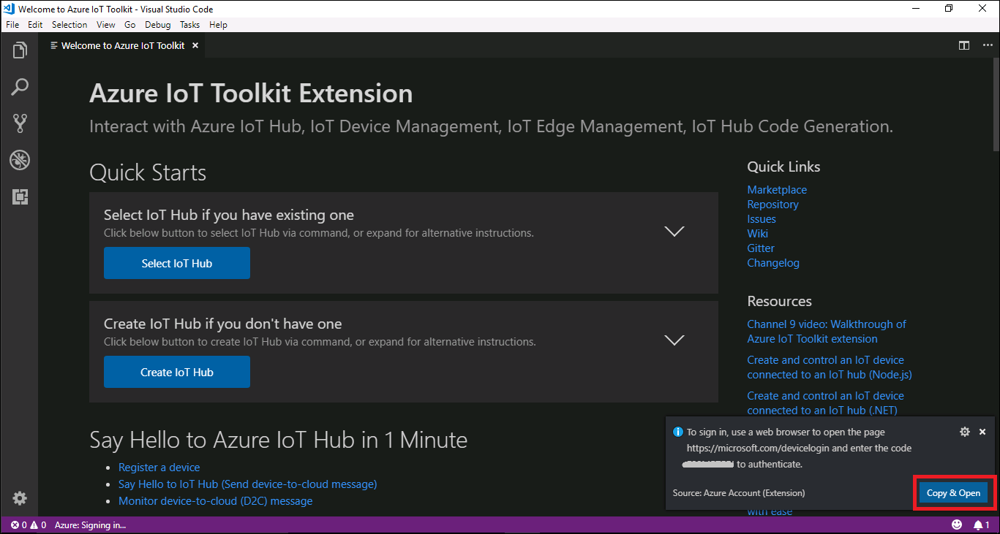 Welcome to Azure IoT Toolkit - Visual Studio Code
File Edit Selection View Go Debug Tasks Help
Welcome to Azure IoT Toolkit
Azure IoT Toolkit Extension
Interact with Azure IoT Hub, IoT Device Management, IoT Edge Management, IoT Hub Code Generation.
Quick Starts
Select IoT Hub if you have existing one
Click below button to select IoT Hub via command, or expand for alternative instructions.
Select IoT Hub
Create IoT Hub if you don't have one
Click below button to create IoT Hub via command, or expand for alternative instructions.
Create IoT Hub
Say Hello to Azure IoT Hub in 1 Minute
Register a device
Say Hello to IoT Hub (Send device-to-cloud message)
Monitor device-to-cloud (D2C) message
Quick Links
Marketplace
Repository
Issues
Wiki
Gitter
Changelog
Resources
Channel 9 video: Walkthrough of
Azure IoT Toolkit extension
Create and control an IoT device
connected to an IoT hub (Node.js)
Create and control an IoT device
connected to an IoT hub (.NET)
with ease
To sign in, use a web browser to open the page
https://microsoft.com/devicelogin and enter the code
to authenticate.
Source: Azure Account (Extension)
Copy & Open
0 0 Azure: Signing in...
1